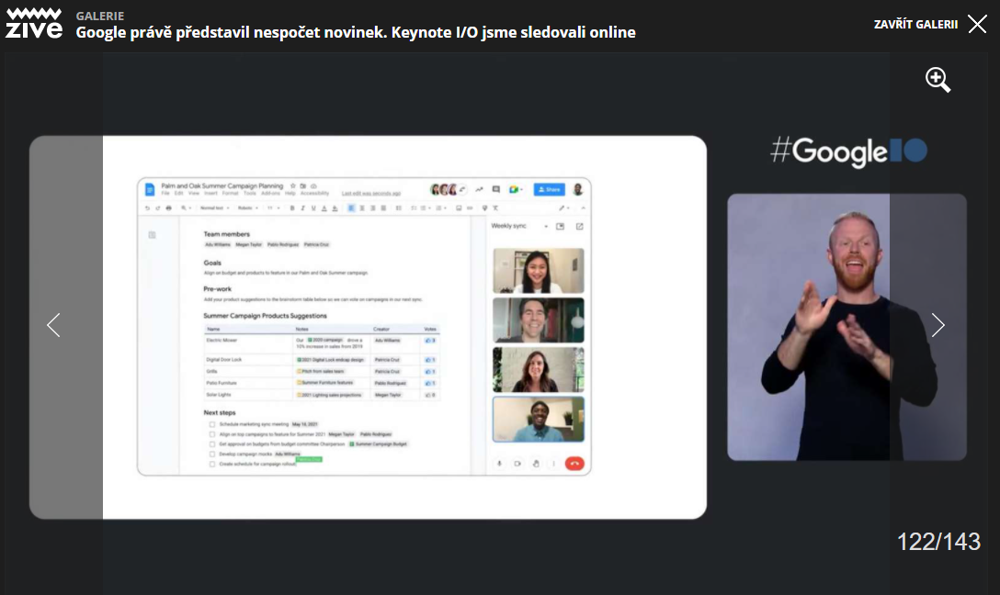 zive
GALERIE
Google právě představil nespočet novinek. Keynote I/O jsme sledovali online
ZAVŘÍT GALERII
#GoogleIO
Palm and Oak Summer Campaign Planning
File Edit View Insert Format Tools Add-ons Help Accessibility
Last edit was seconds ago
Share
Normal text
Roboto
Weekly sync
Team members
Adu Williams Megan Taylor Pablo Rodriguez Patricia Cruz
Goals
Align on budget and products to feature in our Palm and Oak Summer campaign.
Pre-work
Add your product suggestions to the brainstorm table below so we can vote on campaigns in our next sync.
Summer Campaign Products Suggestions
Name Notes Creator Votes
Electric Mower Our 2020 campaign drove a Adu Williams 3
10% increase in sales from 2019
Digital Door Lock 2021 Digital Lock endcap design Patricia Cruz 1
Grills Pitch from sales team Patricia Cruz 1
Patio Furniture Summer Furniture features Pablo Rodriguez 1
Solar Lights 2021 Lighting sales projections Megan Taylor 0
Next steps
Schedule marketing sync meeting May 19, 2021
Align on top campaigns to feature for Summer 2021 Megan Taylor Pablo Rodriguez
Get approval on budgets from budget committee Chairperson Summer Campaign Budget
Develop campaign mocks Adu Williams
Create schedule for campaign rollout
122/143